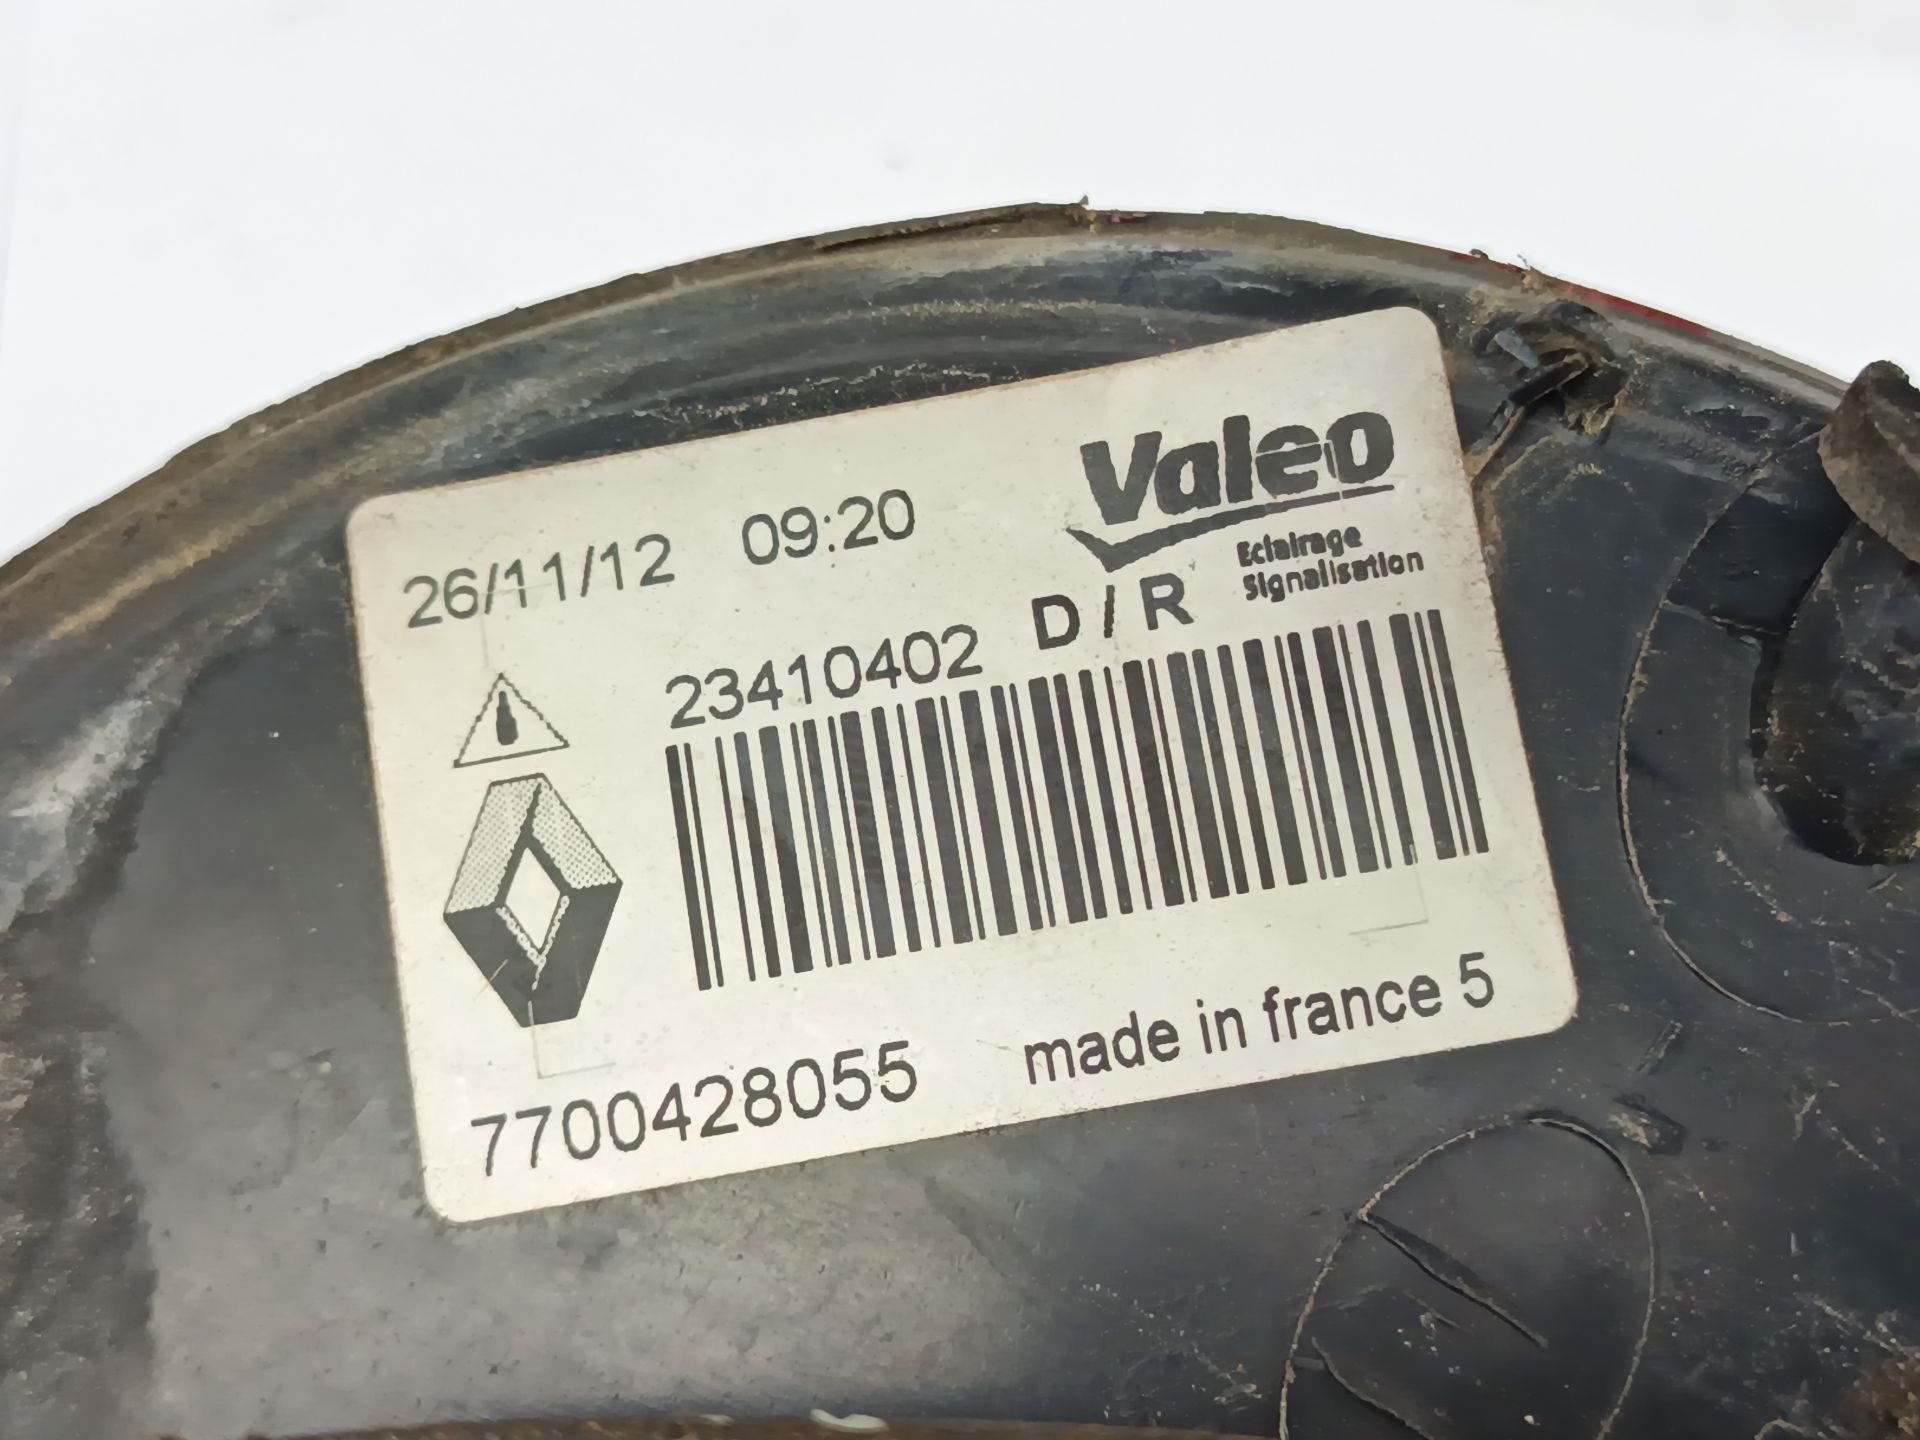 26/11/12 09:20
Valeo
Eclairage
Signalisation
23410402 D / R
7700428055 made in france 5